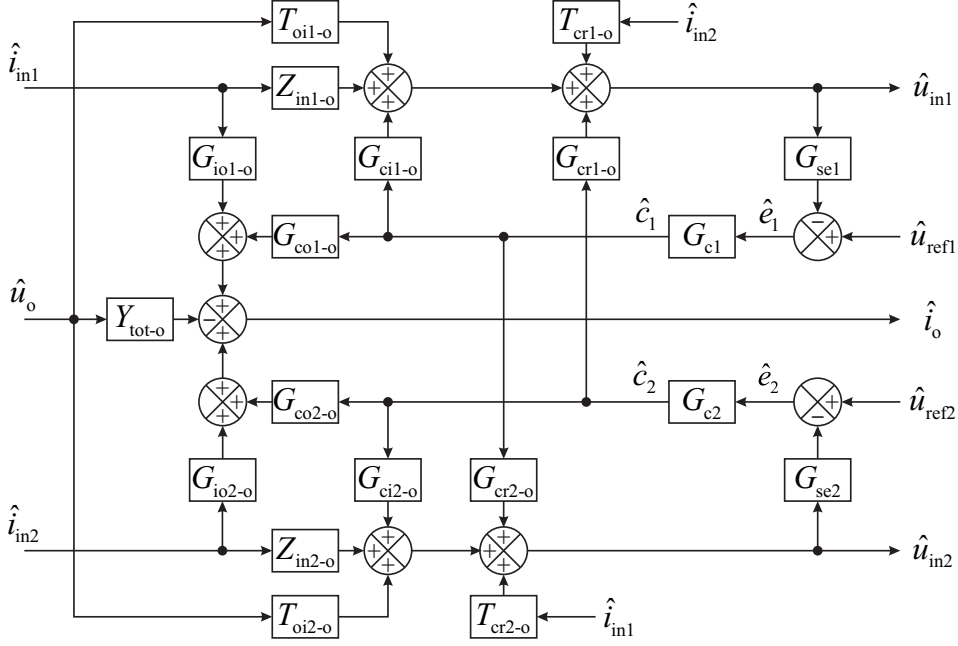 T_oi1-o T_cr1-o î_in2
î_in1 Z_in1-o + + + + + + û_in1
G_io1-o G_ci1-o G_cr1-o G_se1
+ + + G_co1-o ĉ_1 G_c1 ê_1 − + û_ref1
û_o Y_tot-o + − + î_o
+ + + G_co2-o ĉ_2 G_c2 ê_2 + − û_ref2
G_io2-o G_ci2-o G_cr2-o G_se2
î_in2 Z_in2-o + + + + + + û_in2
T_oi2-o T_cr2-o î_in1